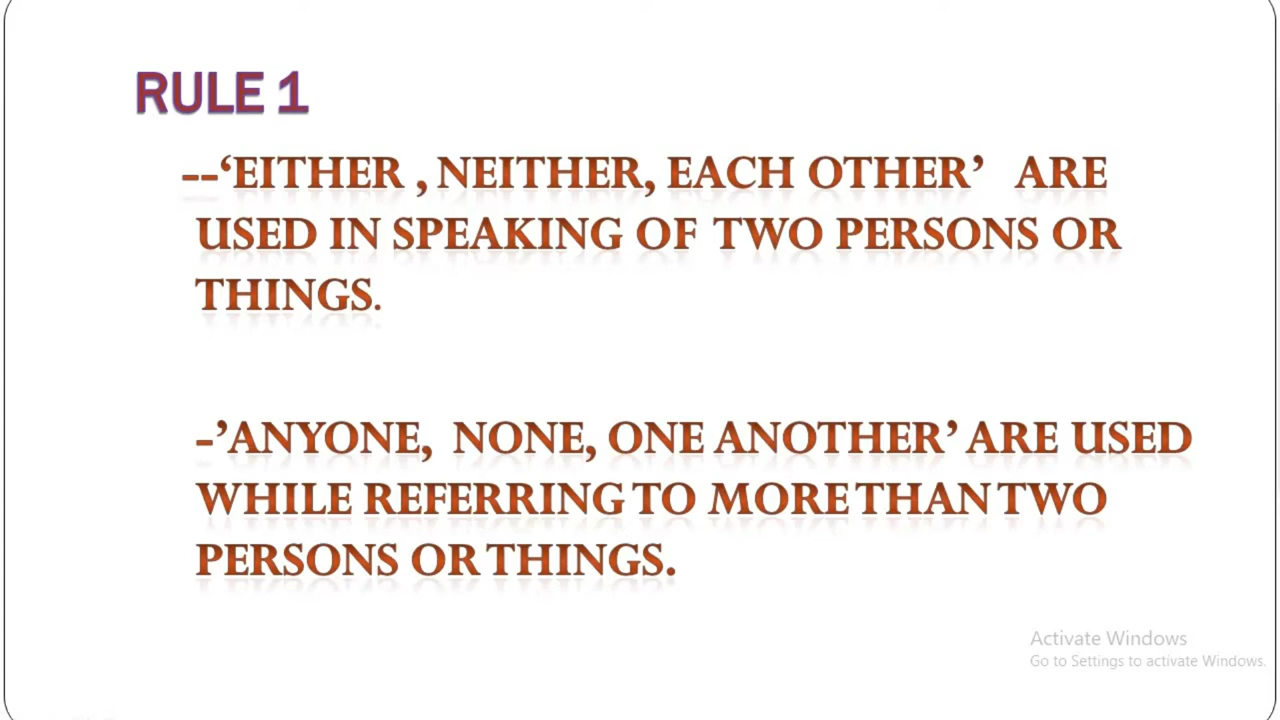 RULE 1
--‘EITHER , NEITHER, EACH OTHER’ ARE
USED IN SPEAKING OF TWO PERSONS OR
THINGS.
-’ANYONE, NONE, ONE ANOTHER’ ARE USED
WHILE REFERRING TO MORE THAN TWO
PERSONS OR THINGS.
Activate Windows
Go to Settings to activate Windows.